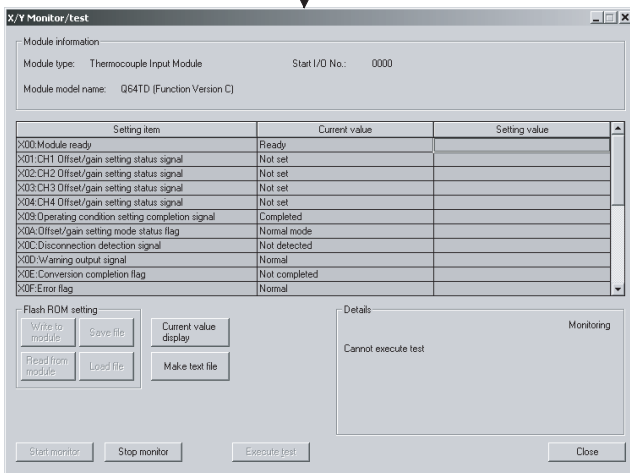 X/Y Monitor/test
Module information
Module type: Thermocouple Input Module Start I/O No.: 0000
Module model name: Q64TD (Function Version C)
Setting item Current value Setting value
X00:Module ready Ready
X01:CH1 Offset/gain setting status signal Not set
X02:CH2 Offset/gain setting status signal Not set
X03:CH3 Offset/gain setting status signal Not set
X04:CH4 Offset/gain setting status signal Not set
X09:Operating condition setting completion signal Completed
X0A:Offset/gain setting mode status flag Normal mode
X0C:Disconnection detection signal Not detected
X0D:Warning output signal Normal
X0E:Conversion completion flag Not completed
X0F:Error flag Normal
Flash ROM setting
Write to module
Save file
Current value display
Read from module
Load file
Make text file
Details
Monitoring
Cannot execute test
Start monitor
Stop monitor
Execute test
Close